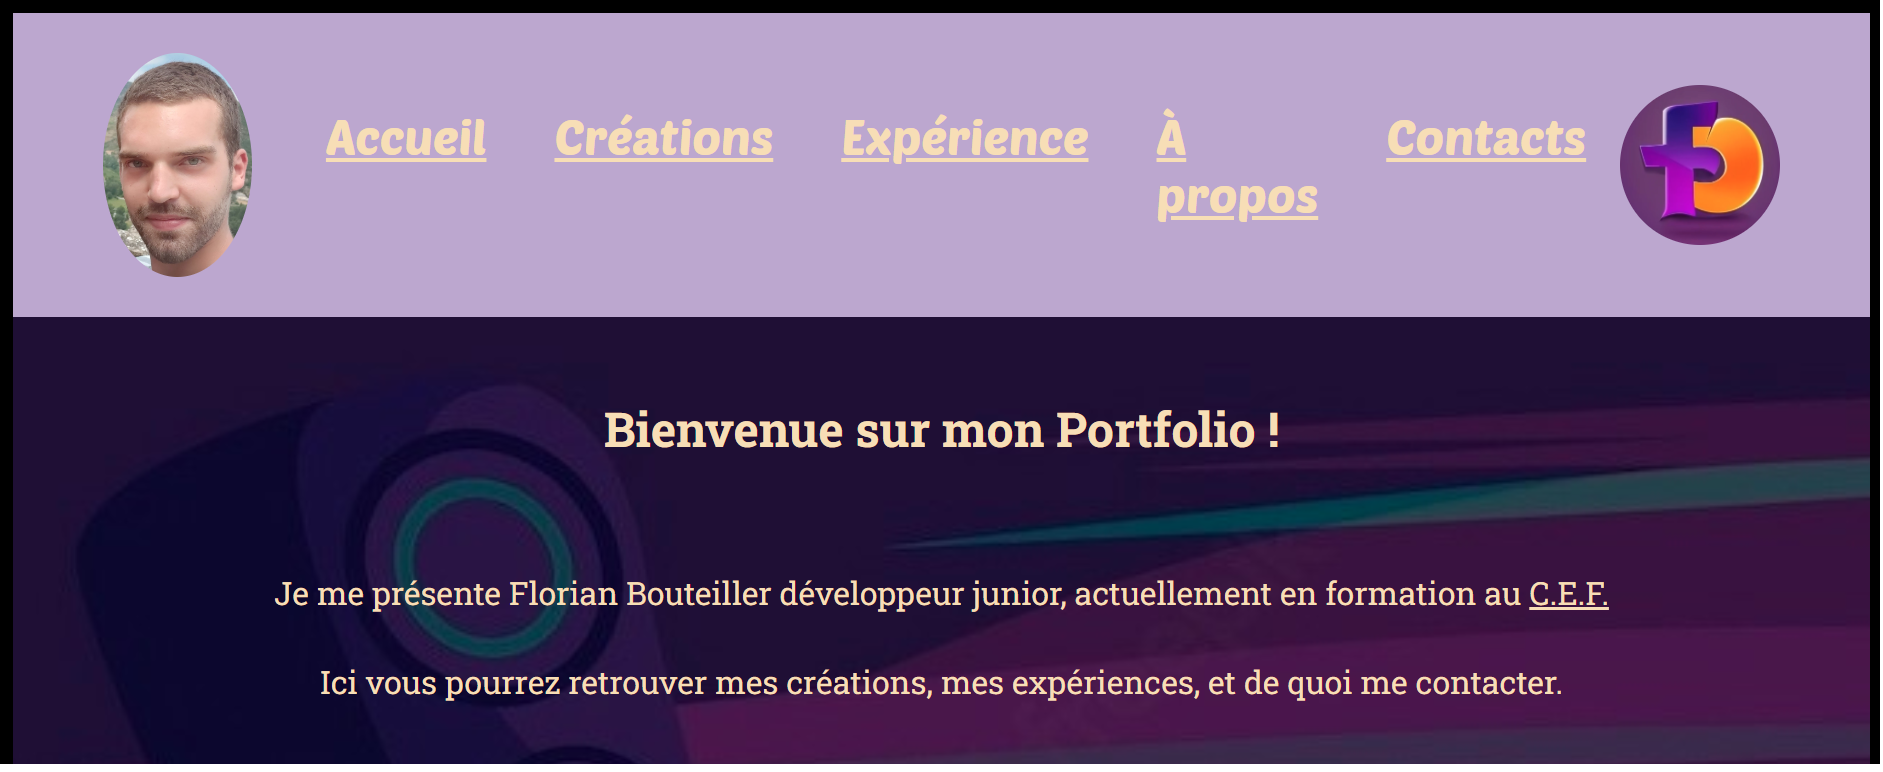 Accueil Créations Expérience À propos Contacts
fb
Bienvenue sur mon Portfolio !
Je me présente Florian Bouteiller développeur junior, actuellement en formation au C.E.F.
Ici vous pourrez retrouver mes créations, mes expériences, et de quoi me contacter.